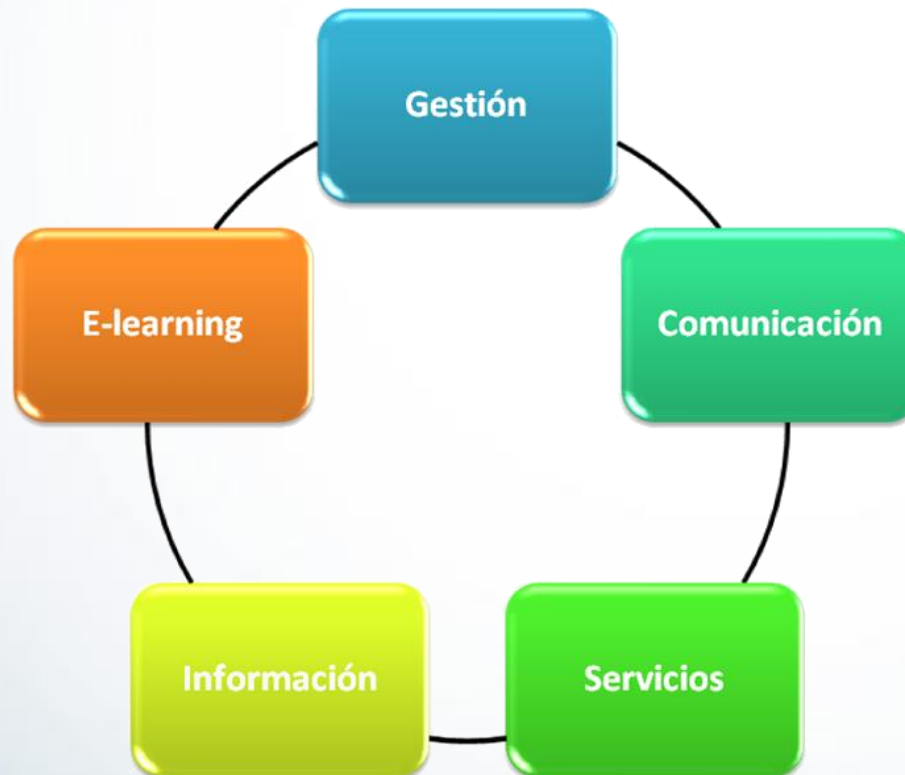 Gestión
Comunicación
Servicios
Información
E-learning